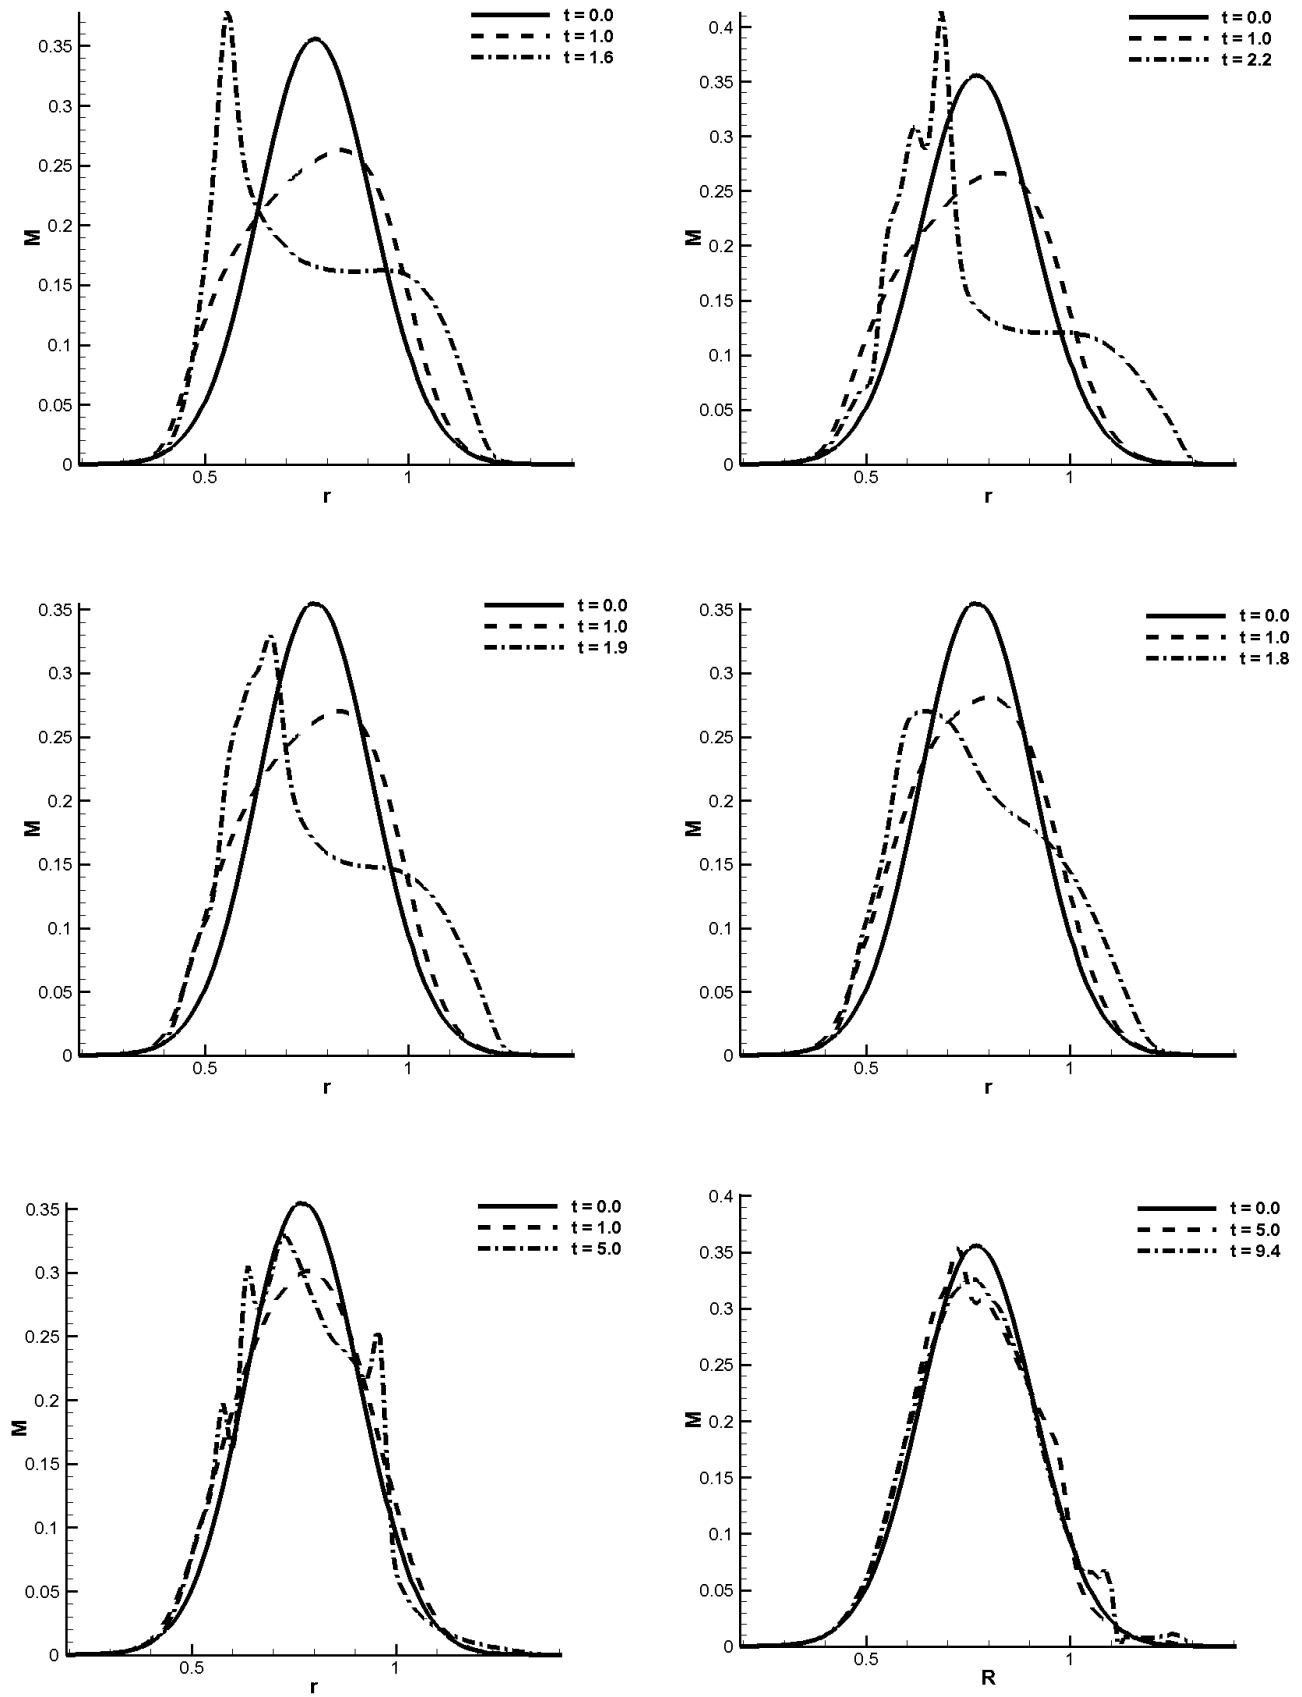 t = 0.0
t = 1.0
t = 1.6
0.35
0.3
0.25
0.2
0.15
0.1
0.05
0
M
0.5
1
r
t = 0.0
t = 1.0
t = 2.2
0.4
0.35
0.3
0.25
0.2
0.15
0.1
0.05
0
M
0.5
1
r
t = 0.0
t = 1.0
t = 1.9
0.35
0.3
0.25
0.2
0.15
0.1
0.05
0
M
0.5
1
r
t = 0.0
t = 1.0
t = 1.8
0.35
0.3
0.25
0.2
0.15
0.1
0.05
0
M
0.5
1
r
t = 0.0
t = 1.0
t = 5.0
0.35
0.3
0.25
0.2
0.15
0.1
0.05
0
M
0.5
1
r
t = 0.0
t = 5.0
t = 9.4
0.4
0.35
0.3
0.25
0.2
0.15
0.1
0.05
0
M
0.5
1
R